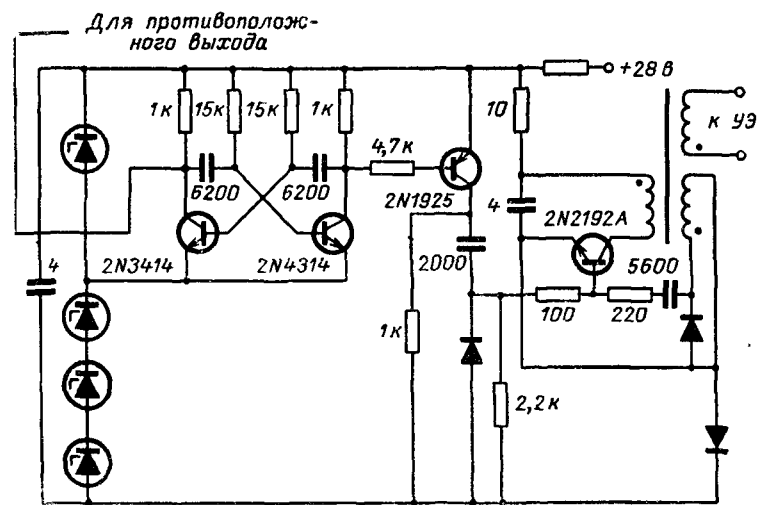 Для противополож-
ного выхода
+28 в
1к 15к 15к 1к
10
к УЭ
4,7к
6200 6200
2N1925
4
2N2192А
2N3414 2N4314
2000
5600
4
1к
100 220
2,2к